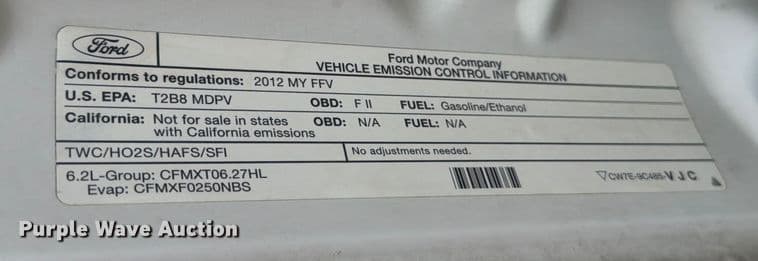 Ford
Ford Motor Company
VEHICLE EMISSION CONTROL INFORMATION
Conforms to regulations: 2012 MY FFV
U.S. EPA: T2B8 MDPV OBD: F II FUEL: Gasoline/Ethanol
California: Not for sale in states OBD: N/A FUEL: N/A
with California emissions
TWC/HO2S/HAFS/SFI No adjustments needed.
6.2L-Group: CFMXT06.27HL
Evap: CFMXF0250NBS
CW7E-9C485-VJC
Purple Wave Auction